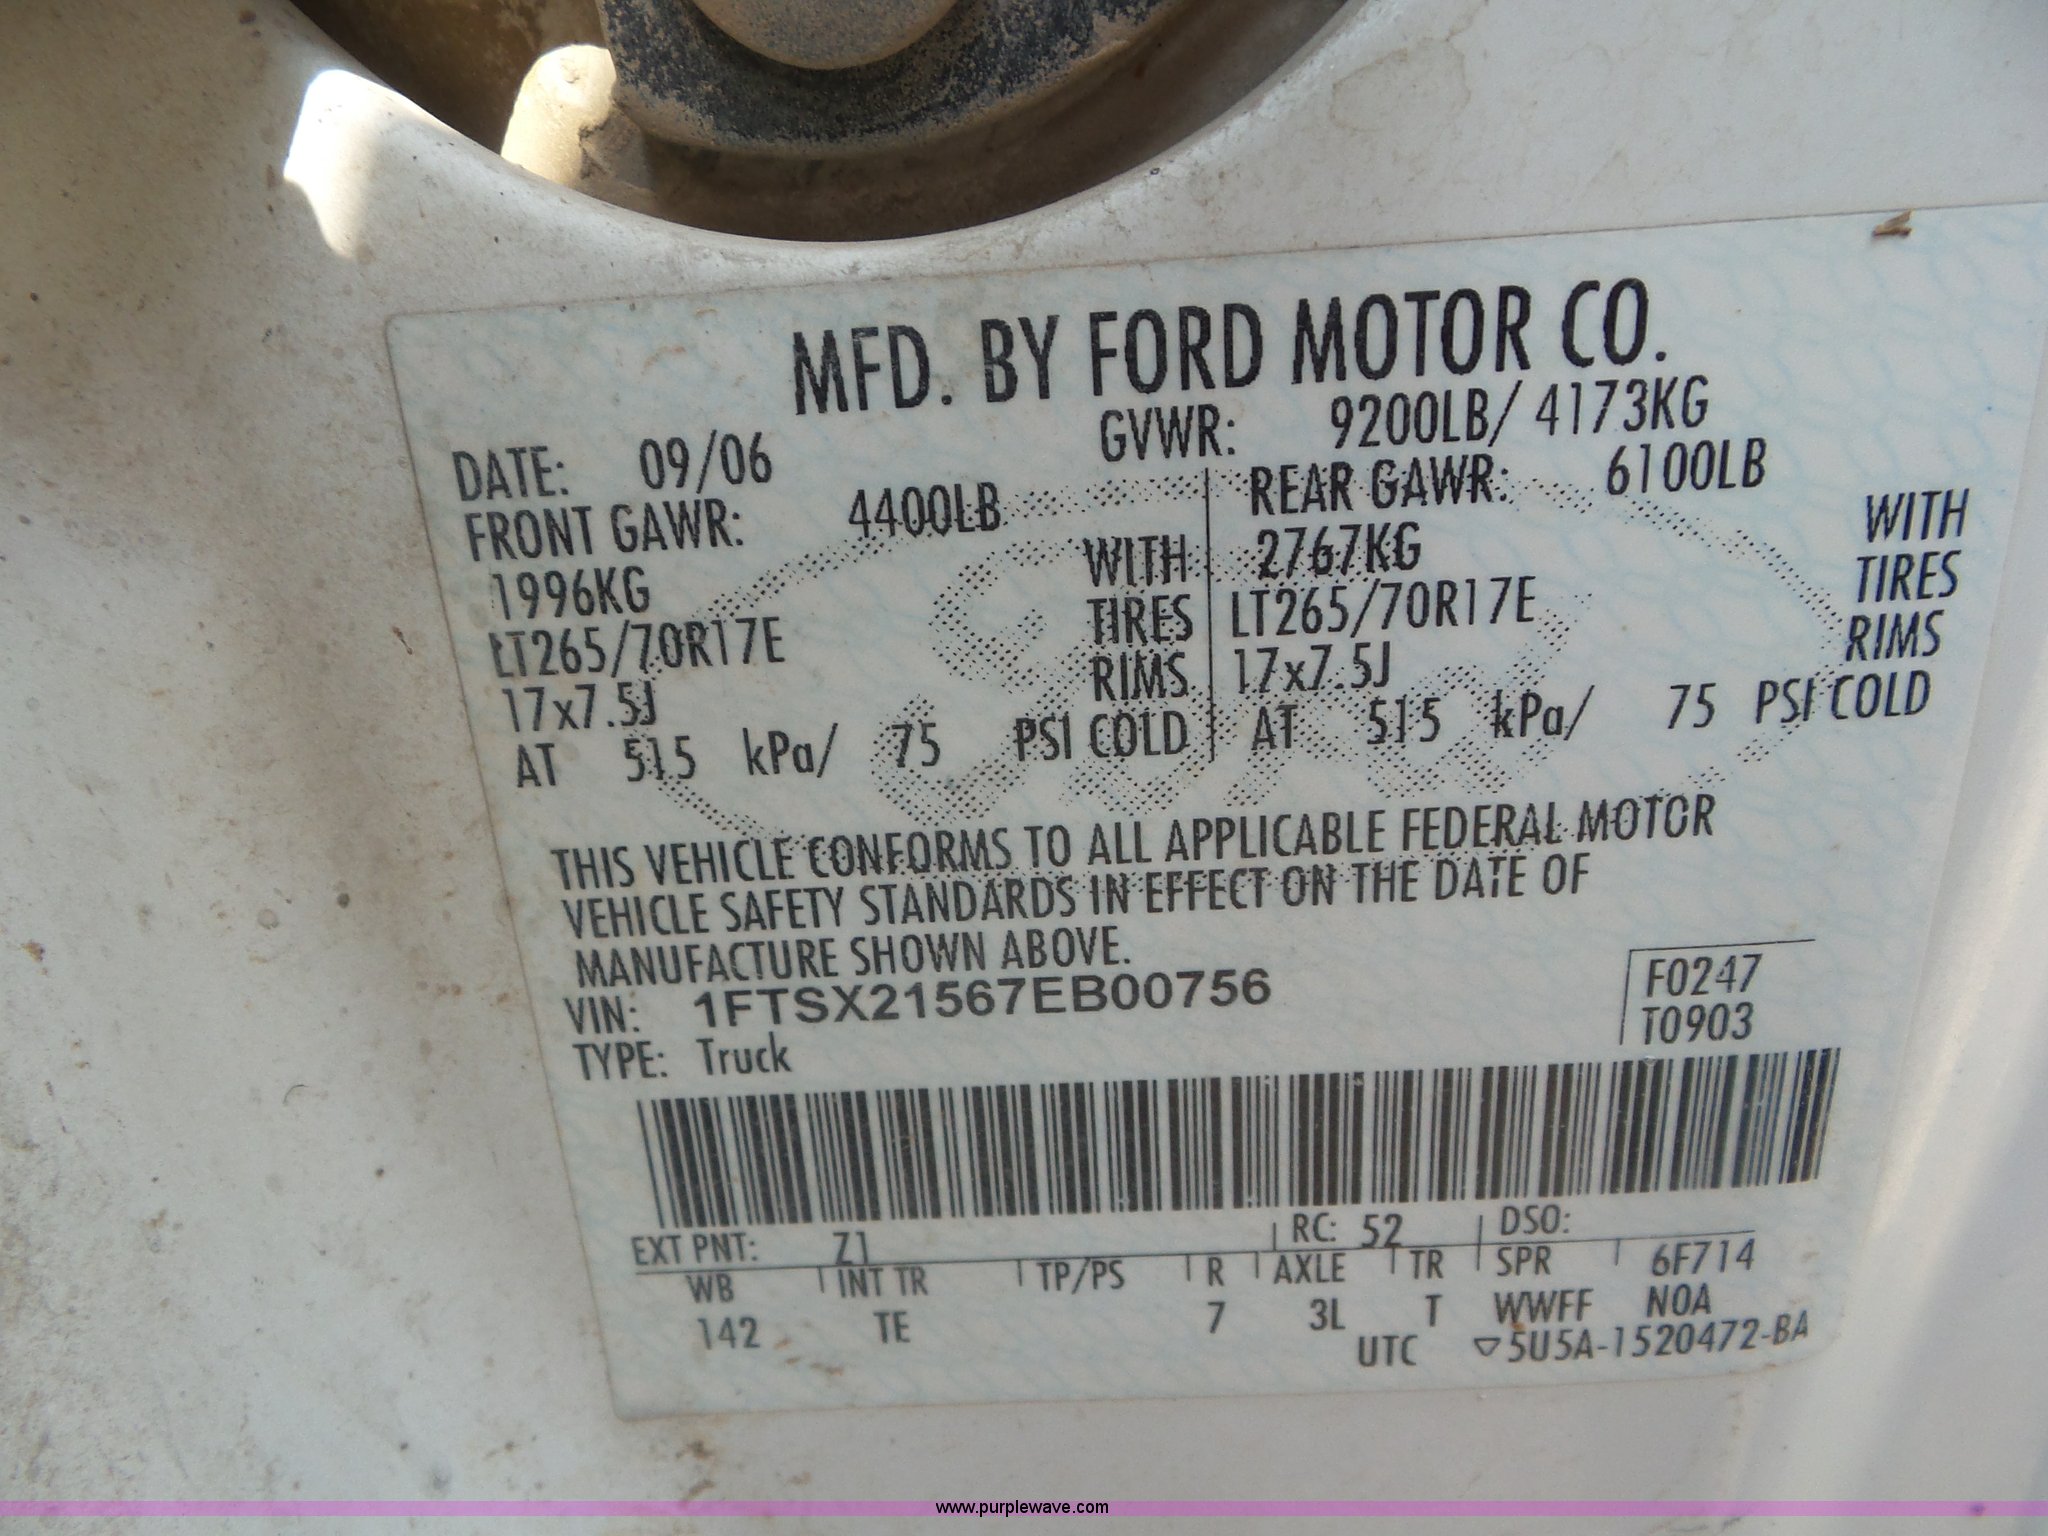 MFD. BY FORD MOTOR CO.
DATE: 09/06 GVWR: 9200LB/ 4173KG
FRONT GAWR: 4400LB REAR GAWR: 6100LB
1996KG WITH 2767KG WITH
LT265/70R17E TIRES LT265/70R17E TIRES
17x7.5J RIMS 17x7.5J RIMS
AT 515 kPa/ 75 PSI COLD AT 515 kPa/ 75 PSI COLD
THIS VEHICLE CONFORMS TO ALL APPLICABLE FEDERAL MOTOR
VEHICLE SAFETY STANDARDS IN EFFECT ON THE DATE OF
MANUFACTURE SHOWN ABOVE.
VIN: 1FTSX21567EB00756 F0247
TYPE: Truck T0903
EXT PNT: Z1 RC: 52 DSO:
WB INT TR TP/PS R AXLE TR SPR 6F714
142 TE 7 3L T WWFF NOA
UTC ▽5U5A-1520472-BA
www.purplewave.com